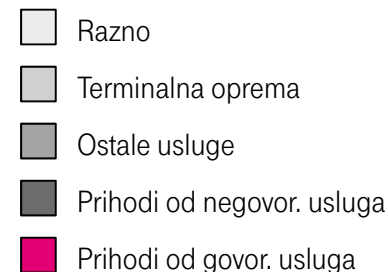 Razno
Terminalna oprema
Ostale usluge
Prihodi od negovor. usluga
Prihodi od govor. usluga